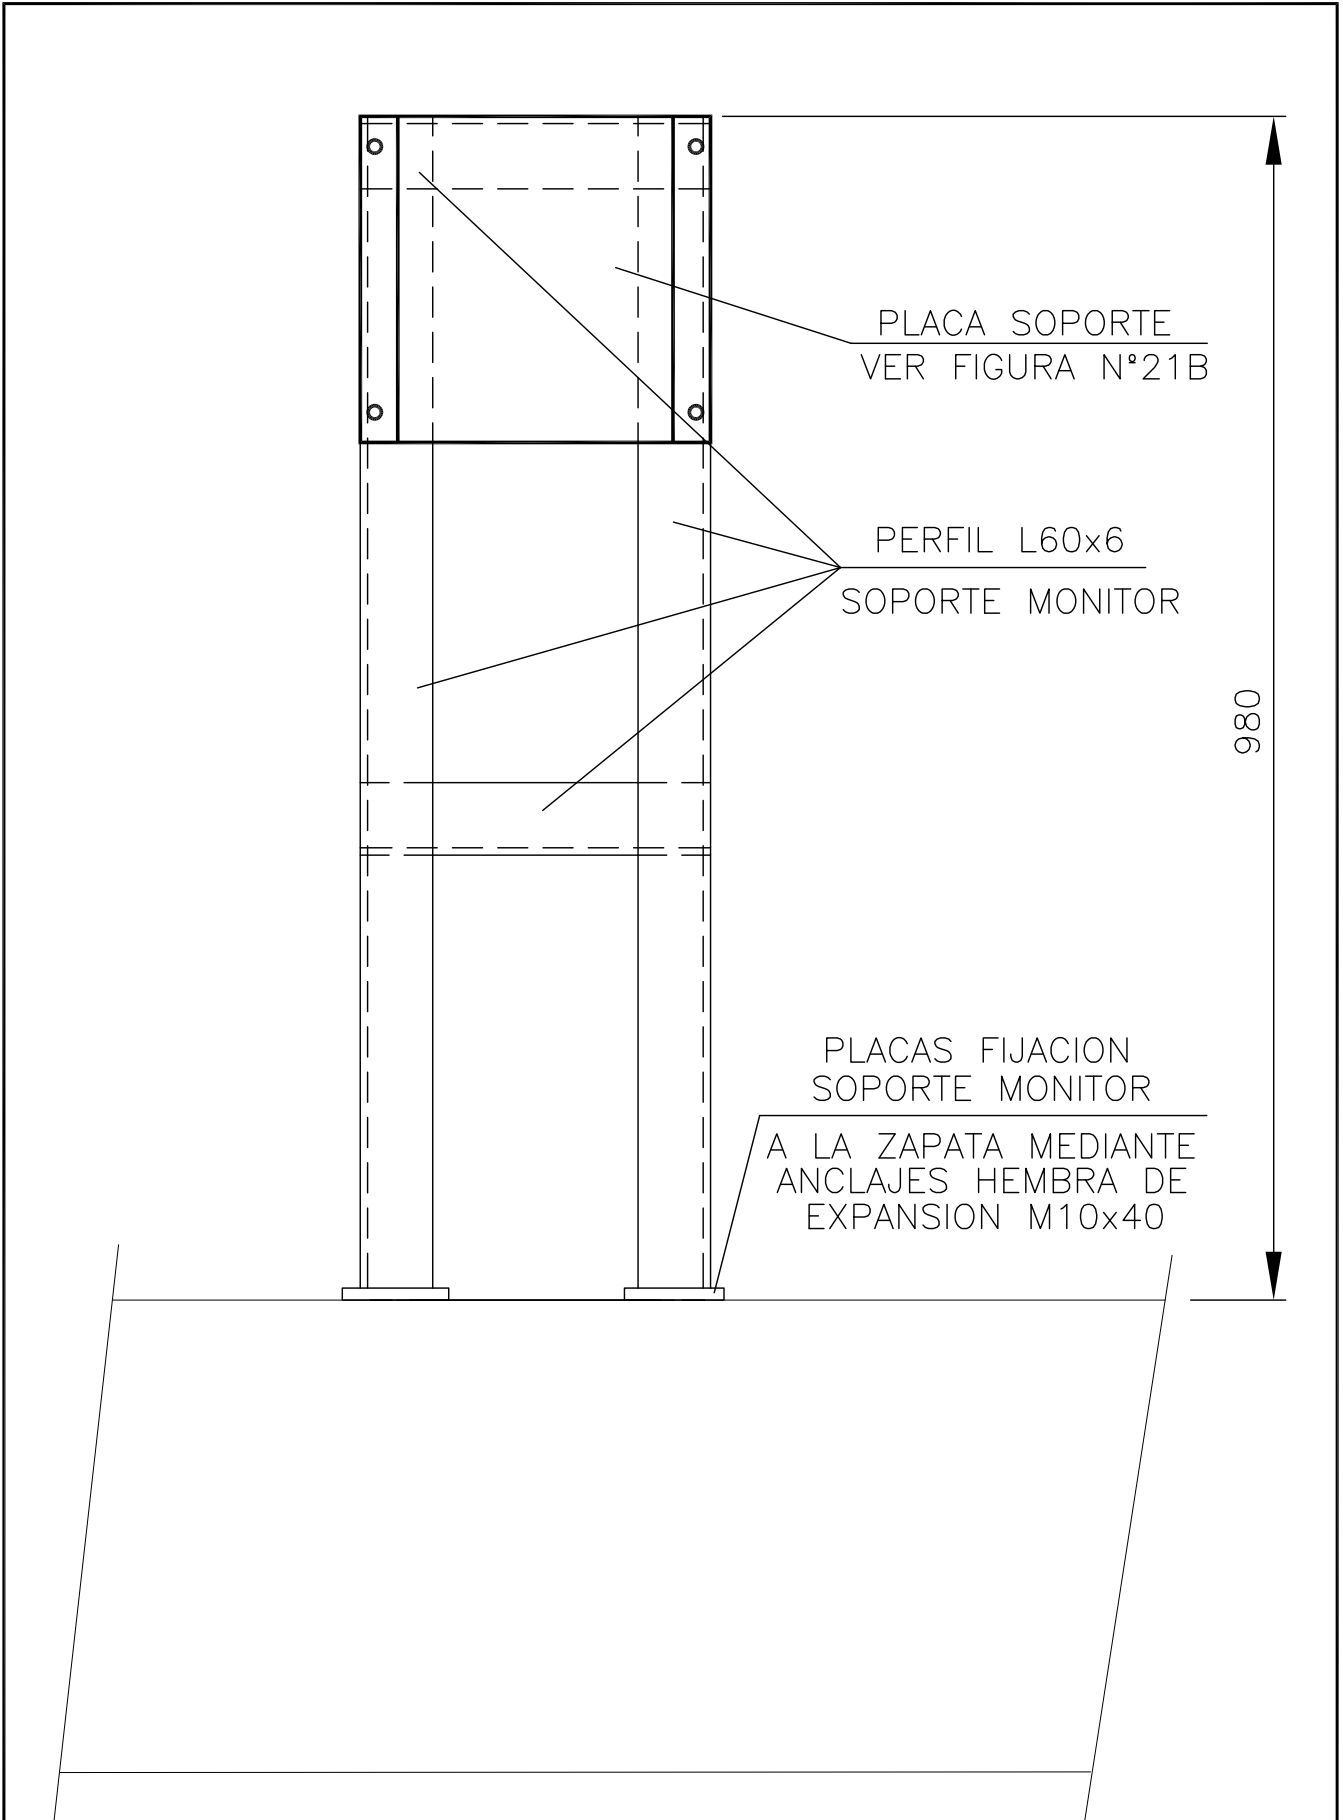 PLACA SOPORTE
VER FIGURA Nº21B
PERFIL L60x6
SOPORTE MONITOR
980
PLACAS FIJACION
SOPORTE MONITOR
A LA ZAPATA MEDIANTE
ANCLAJES HEMBRA DE
EXPANSION M10x40